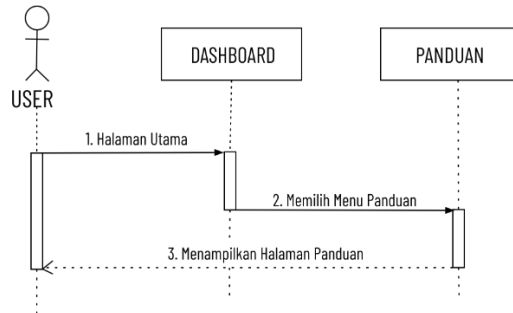 DASHBOARD
PANDUAN
USER
1. Halaman Utama
2. Memilih Menu Panduan
3. Menampilkan Halaman Panduan